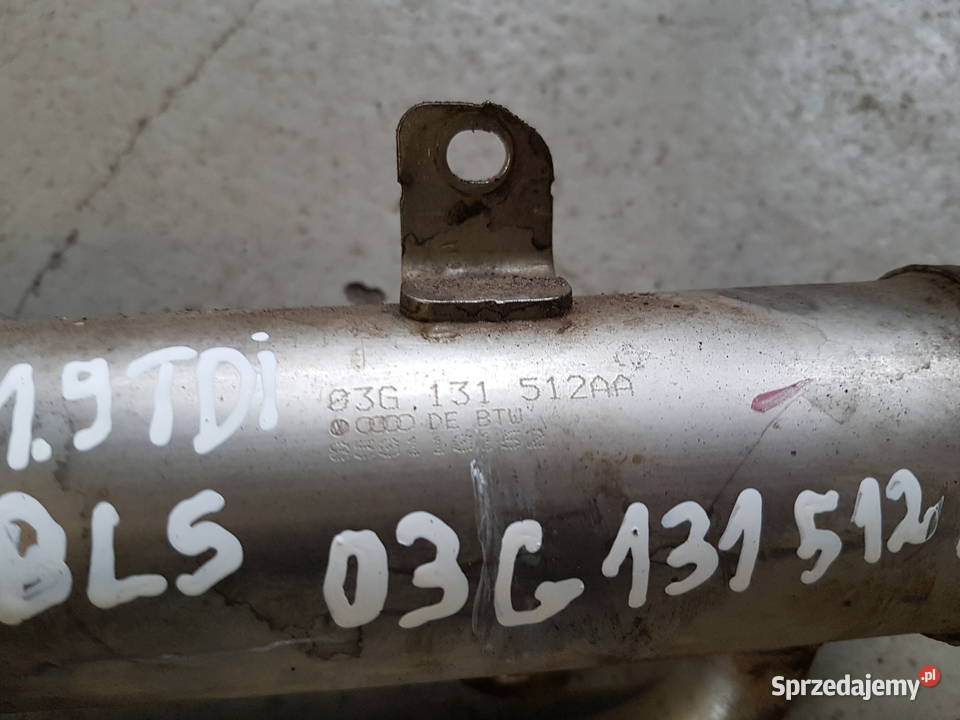 1.9TDi
03G 131 512AA
DE BTW
BLS
03G 131 512
Sprzedajemy.pl